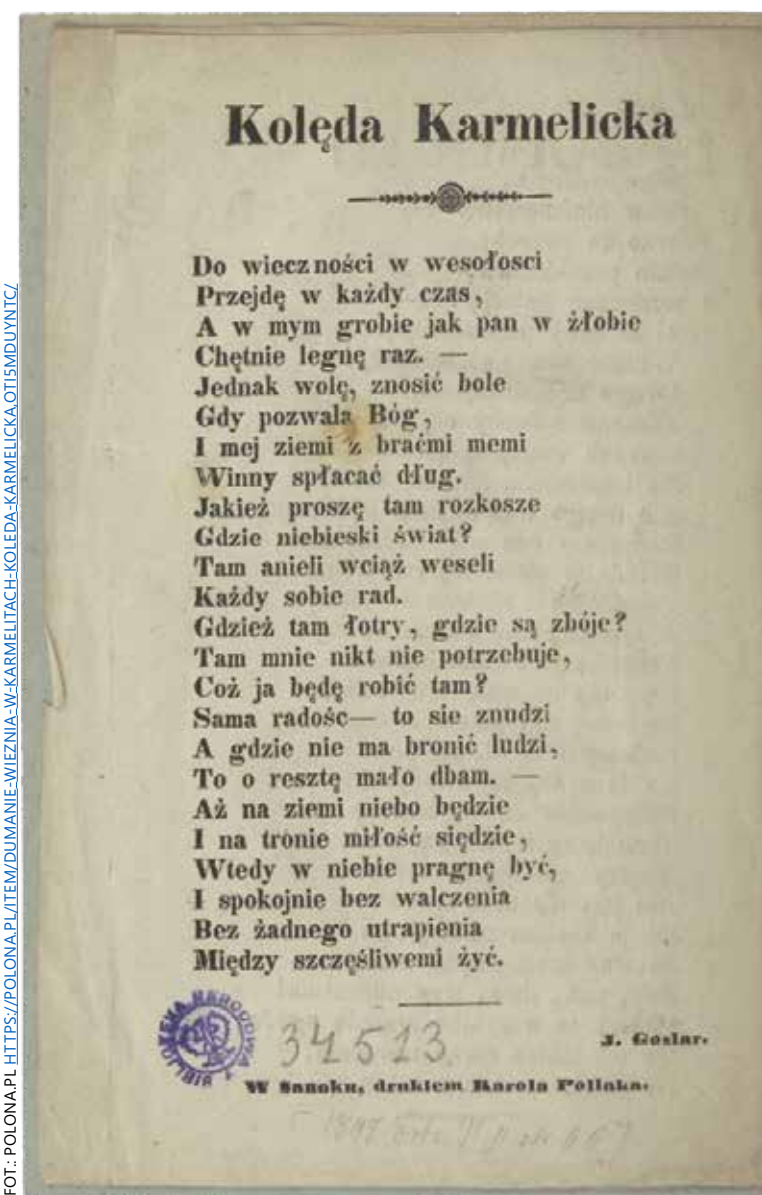 Kolęda Karmelicka
Do wieczności w wesołosci
Przejdę w każdy czas,
A w mym grobie jak pan w żłobie
Chętnie legnę raz. —
Jednak wolę, znosić bole
Gdy pozwala Bóg,
I mej ziemi z braćmi memi
Winny spłacać dług.
Jakież proszę tam rozkosze
Gdzie niebieski świat?
Tam anieli wciąż weseli
Każdy sobie rad.
Gdzież tam łotry, gdzie są zbóje?
Tam mnie nikt nie potrzebuje,
Coż ja będę robić tam?
Sama radośc— to sie znudzi
A gdzie nie ma bronić ludzi,
To o resztę mało dbam. —
Aż na ziemi niebo będzie
I na tronie miłość siędzie,
Wtedy w niebie pragnę być,
I spokojnie bez walczenia
Bez żadnego utrapienia
Między szczęśliwemi żyć.
BIBLIOTEKA NARODOWA
34513
J. Goslar.
W Sanoku, drukiem Karola Pollaka.
FOT.: POLONA.PL HTTPS://POLONA.PL/ITEM/DUMANIE-WIEZNIA-W-KARMELITACH-KOLEDA-KARMELICKA,OTI5MDUYNTC/